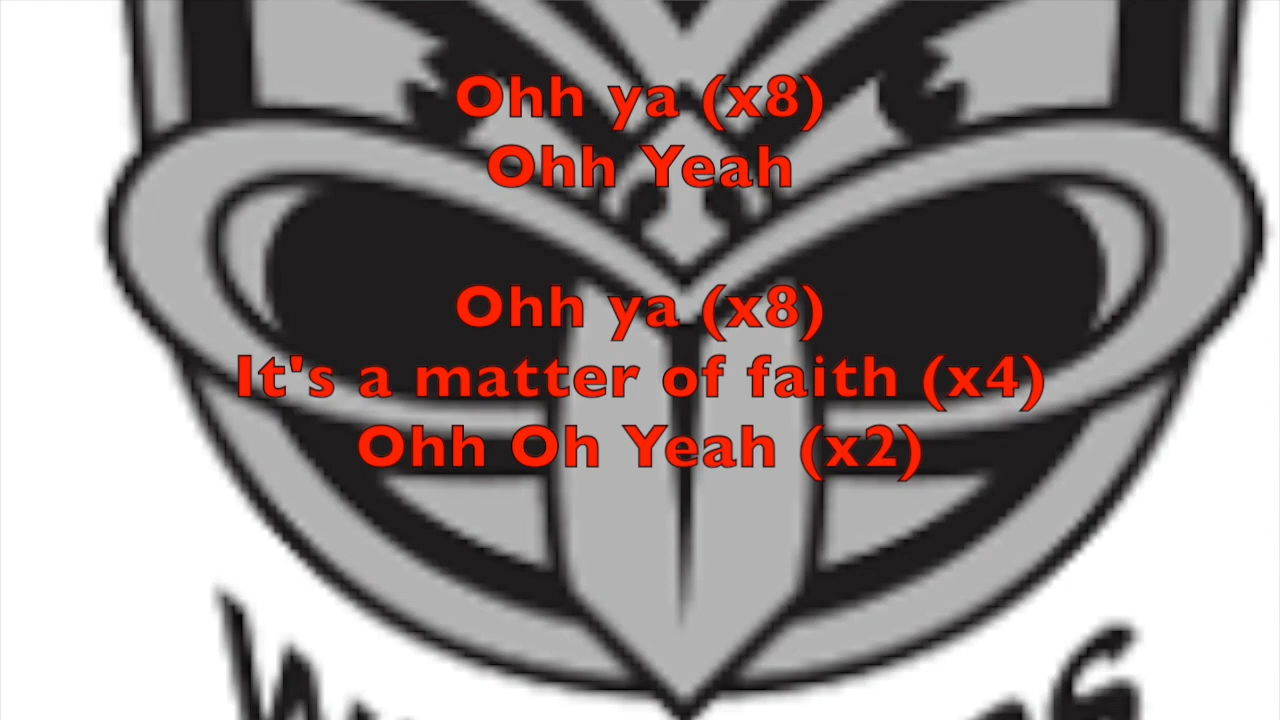 Ohh ya (x8)
Ohh Yeah
Ohh ya (x8)
It's a matter of faith (x4)
Ohh Oh Yeah (x2)